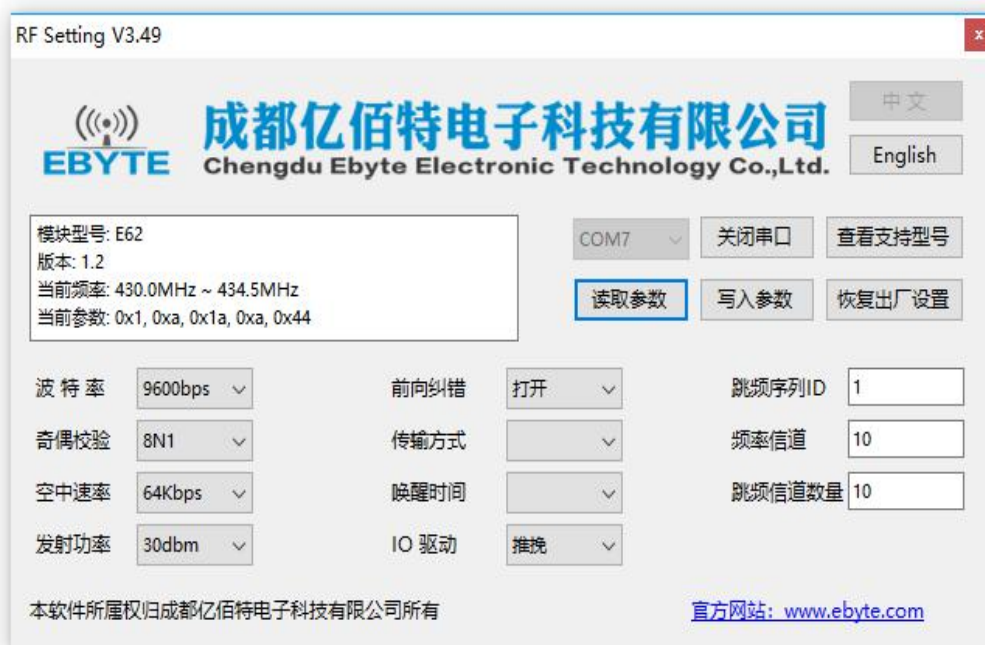 RF Setting V3.49
x
中文
EBYTE
成都亿佰特电子科技有限公司
Chengdu Ebyte Electronic Technology Co.,Ltd.
English
模块型号: E62
版本: 1.2
当前频率: 430.0MHz ~ 434.5MHz
当前参数: 0x1, 0xa, 0x1a, 0xa, 0x44
COM7 关闭串口 查看支持型号
读取参数 写入参数 恢复出厂设置
波特率 9600bps 前向纠错 打开 跳频序列ID 1
奇偶校验 8N1 传输方式 频率信道 10
空中速率 64Kbps 唤醒时间 跳频信道数量 10
发射功率 30dbm IO 驱动 推挽
本软件所属权归成都亿佰特电子科技有限公司所有 官方网站：www.ebyte.com